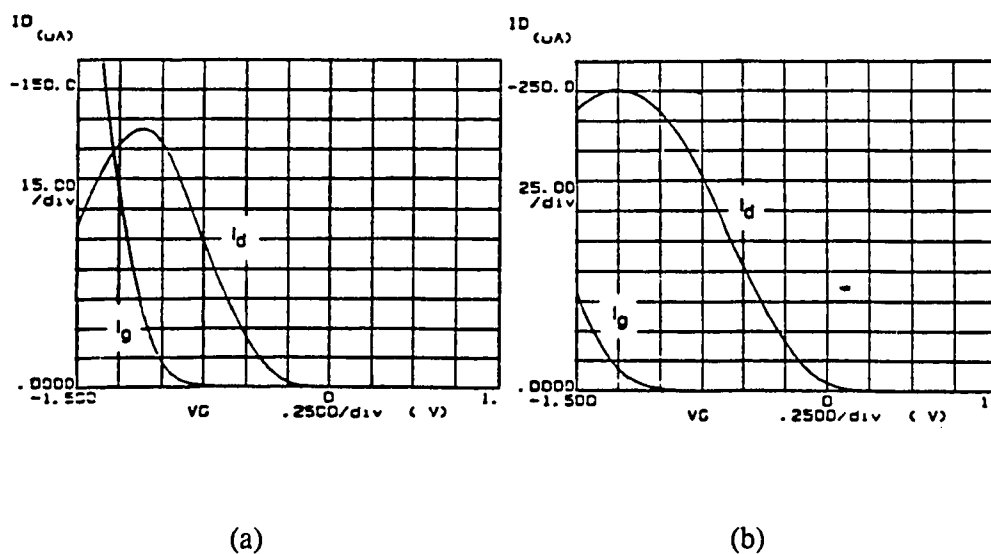 ID
(uA)
-150.0
15.00
/div
Id
Ig
.0000
-1.500
0
1.
VG
.2500/div
( V)
(a)
ID
(uA)
-250.0
25.00
/div
Id
Ig
.0000
-1.500
0
1
VG
.2500/div
( V)
(b)